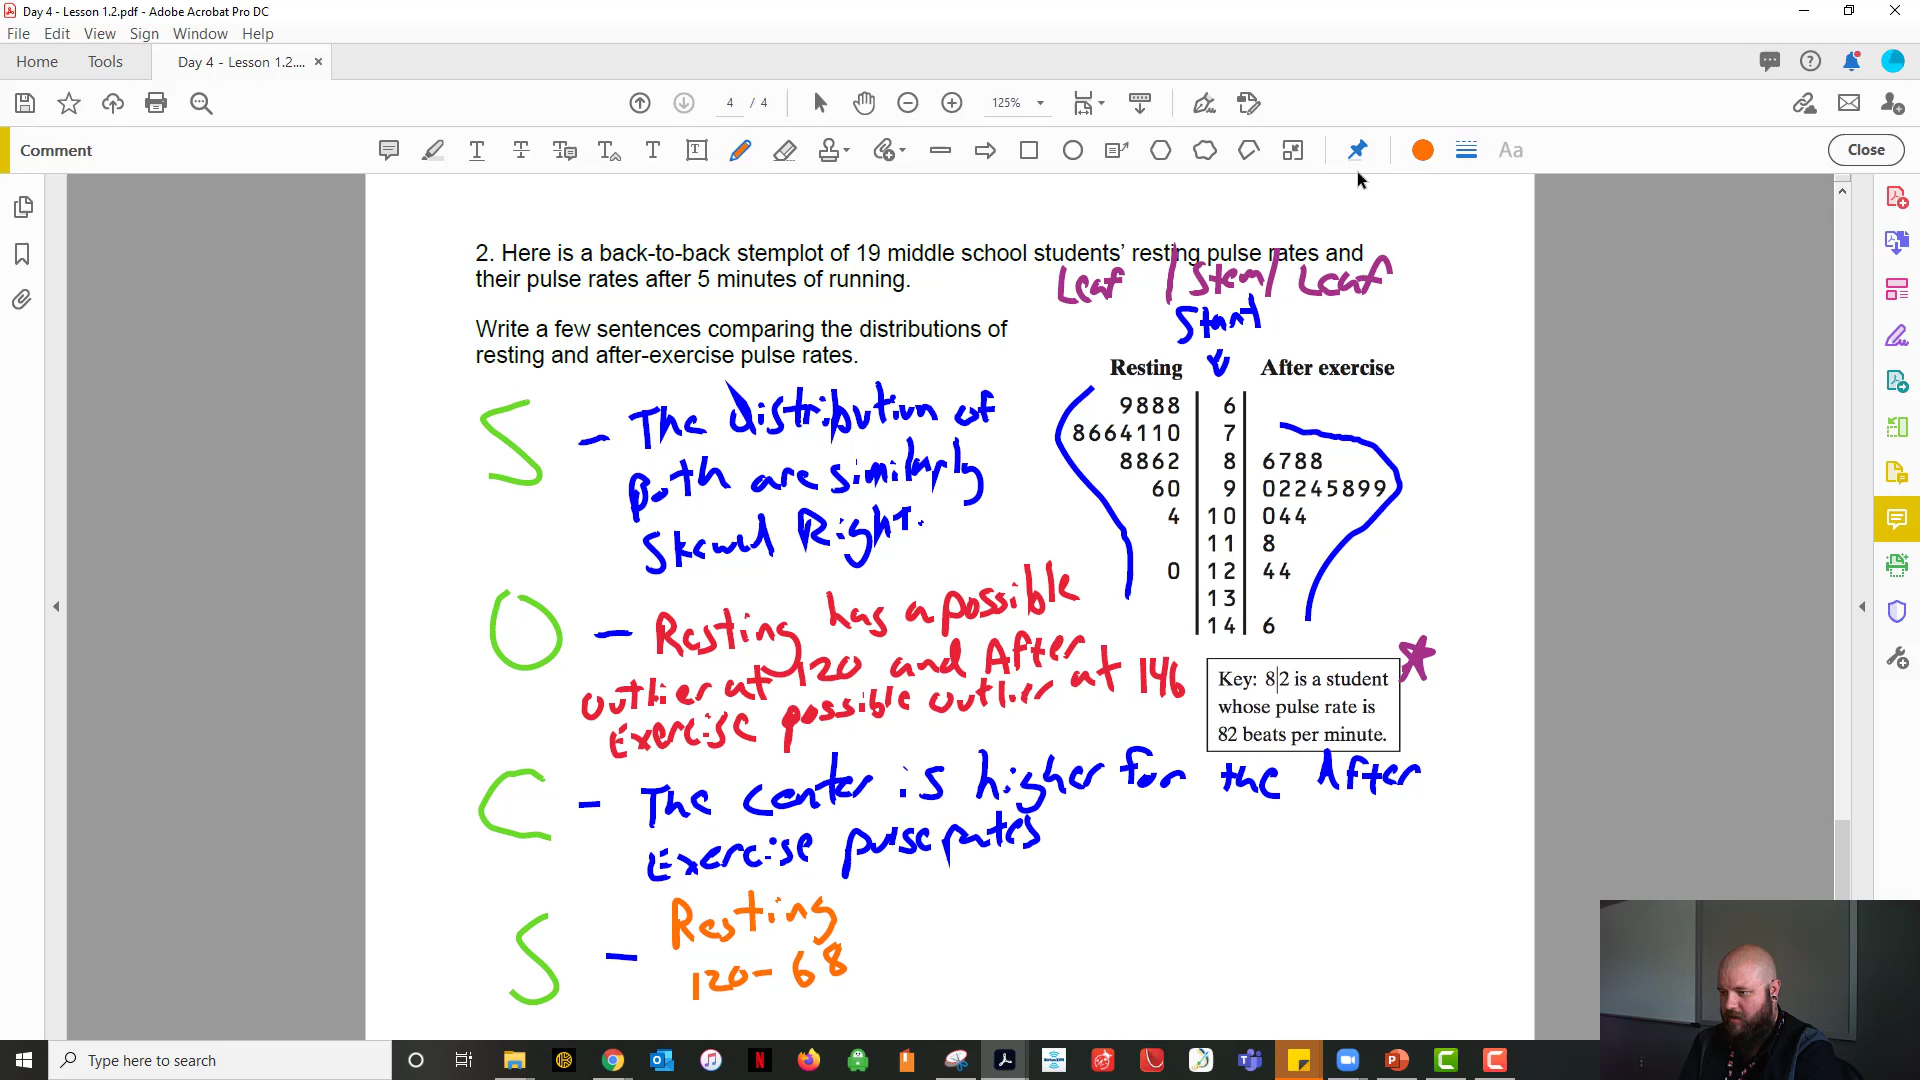 Day 4 - Lesson 1.2.pdf - Adobe Acrobat Pro DC
File Edit View Sign Window Help
Home Tools Day 4 - Lesson 1.2.... ×
4 / 4 125%
Comment Aa Close
2. Here is a back-to-back stemplot of 19 middle school students’ resting pulse rates and
their pulse rates after 5 minutes of running.
Leaf / Stem / Leaf
Start
Write a few sentences comparing the distributions of
resting and after-exercise pulse rates.
Resting After exercise
9888 6
8664110 7
8862 8 6788
60 9 02245899
4 10 044
11 8
0 12 44
13
14 6
Key: 8|2 is a student
whose pulse rate is
82 beats per minute.
S - The distribution of
both are similarly
Skewed Right.
O - Resting has a possible
outlier at 120 and After
Exercise possible outlier at 146
C - The center is higher for the After
Exercise pulse rates
S - Resting
120 - 68
Type here to search